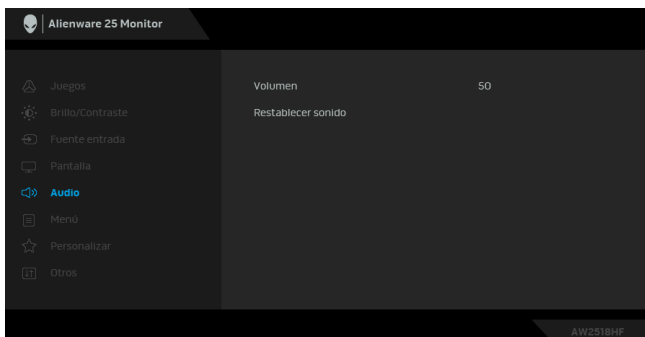 Alienware 25 Monitor
Juegos
Brillo/Contraste
Fuente entrada
Pantalla
Audio
Menú
Personalizar
Otros
Volumen 50
Restablecer sonido
AW2518HF